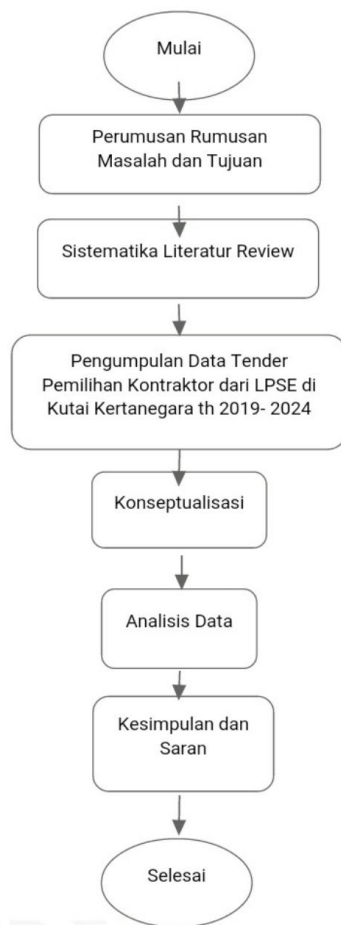 Mulai
Perumusan Rumusan
Masalah dan Tujuan
Sistematika Literatur Review
Pengumpulan Data Tender
Pemilihan Kontraktor dari LPSE di
Kutai Kertanegara th 2019- 2024
Konseptualisasi
Analisis Data
Kesimpulan dan
Saran
Selesai